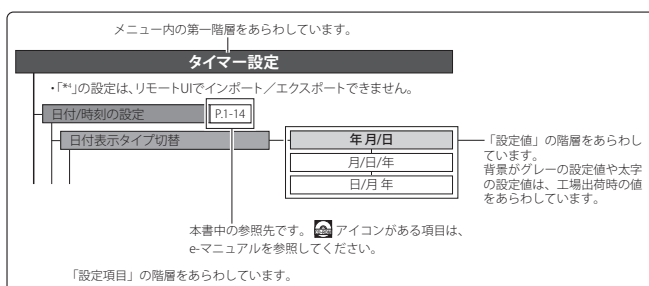 メニュー内の第一階層をあらわしています。
タイマー設定
・「*⁴」の設定は、リモートUIでインポート／エクスポートできません。
日付/時刻の設定 P.1-14
日付表示タイプ切替
年 月/日
月/日/年
日/月 年
「設定値」の階層をあらわし
ています。
背景がグレーの設定値や太字
の設定値は、工場出荷時の値
をあらわしています。
本書中の参照先です。 アイコンがある項目は、
e-マニュアルを参照してください。
「設定項目」の階層をあらわしています。